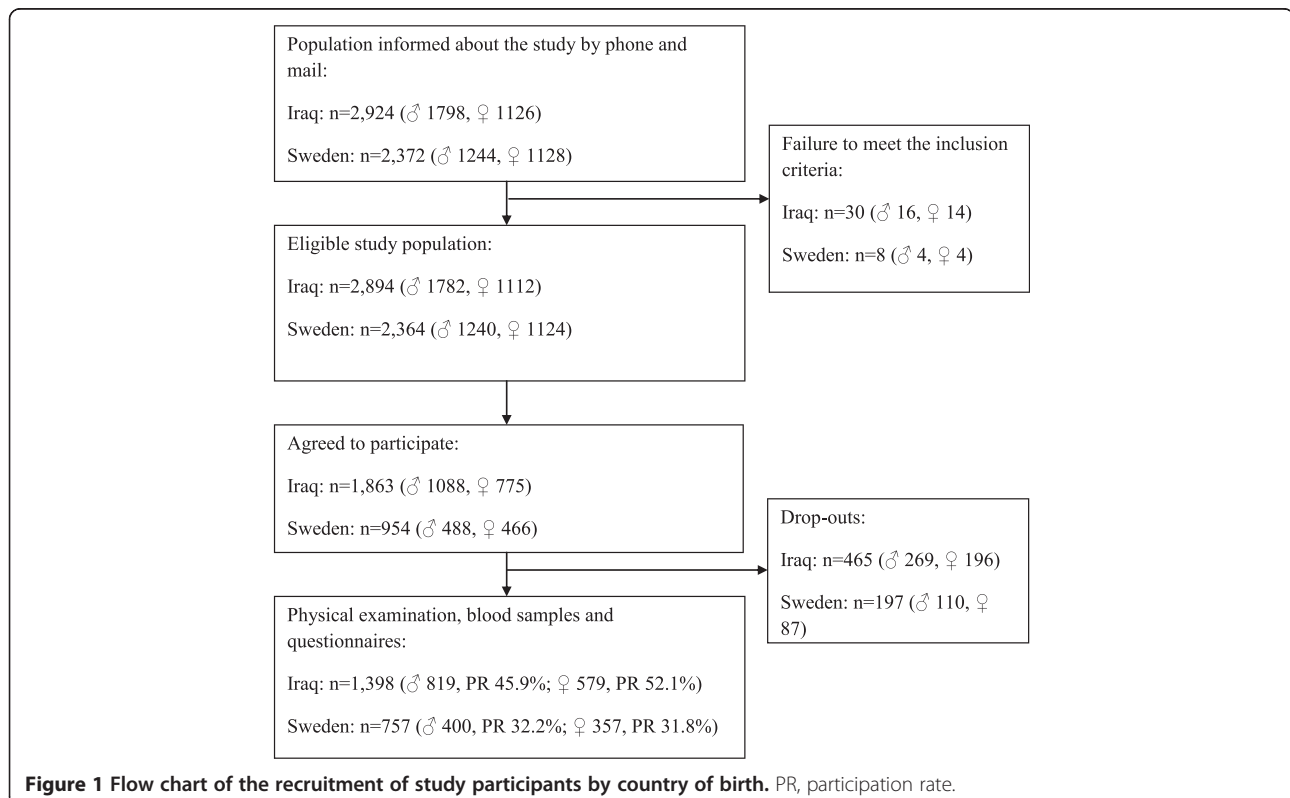 Population informed about the study by phone and
mail:
Iraq: n=2,924 (♂ 1798, ♀ 1126)
Sweden: n=2,372 (♂ 1244, ♀ 1128)
Failure to meet the inclusion
criteria:
Iraq: n=30 (♂ 16, ♀ 14)
Sweden: n=8 (♂ 4, ♀ 4)
Eligible study population:
Iraq: n=2,894 (♂ 1782, ♀ 1112)
Sweden: n=2,364 (♂ 1240, ♀ 1124)
Agreed to participate:
Iraq: n=1,863 (♂ 1088, ♀ 775)
Sweden: n=954 (♂ 488, ♀ 466)
Drop-outs:
Iraq: n=465 (♂ 269, ♀ 196)
Sweden: n=197 (♂ 110, ♀
87)
Physical examination, blood samples and
questionnaires:
Iraq: n=1,398 (♂ 819, PR 45.9%; ♀ 579, PR 52.1%)
Sweden: n=757 (♂ 400, PR 32.2%; ♀ 357, PR 31.8%)
Figure 1 Flow chart of the recruitment of study participants by country of birth. PR, participation rate.